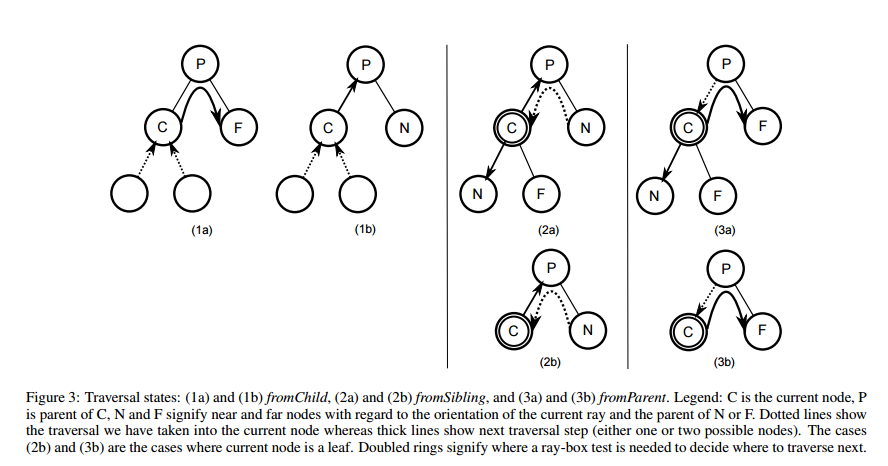 P
C
F
(1a)
P
C
N
(1b)
P
C
N
N
F
(2a)
P
C
F
N
F
(3a)
P
C
N
(2b)
P
C
F
(3b)
Figure 3: Traversal states: (1a) and (1b) fromChild, (2a) and (2b) fromSibling, and (3a) and (3b) fromParent. Legend: C is the current node, P
is parent of C, N and F signify near and far nodes with regard to the orientation of the current ray and the parent of N or F. Dotted lines show
the traversal we have taken into the current node whereas thick lines show next traversal step (either one or two possible nodes). The cases
(2b) and (3b) are the cases where current node is a leaf. Doubled rings signify where a ray-box test is needed to decide where to traverse next.